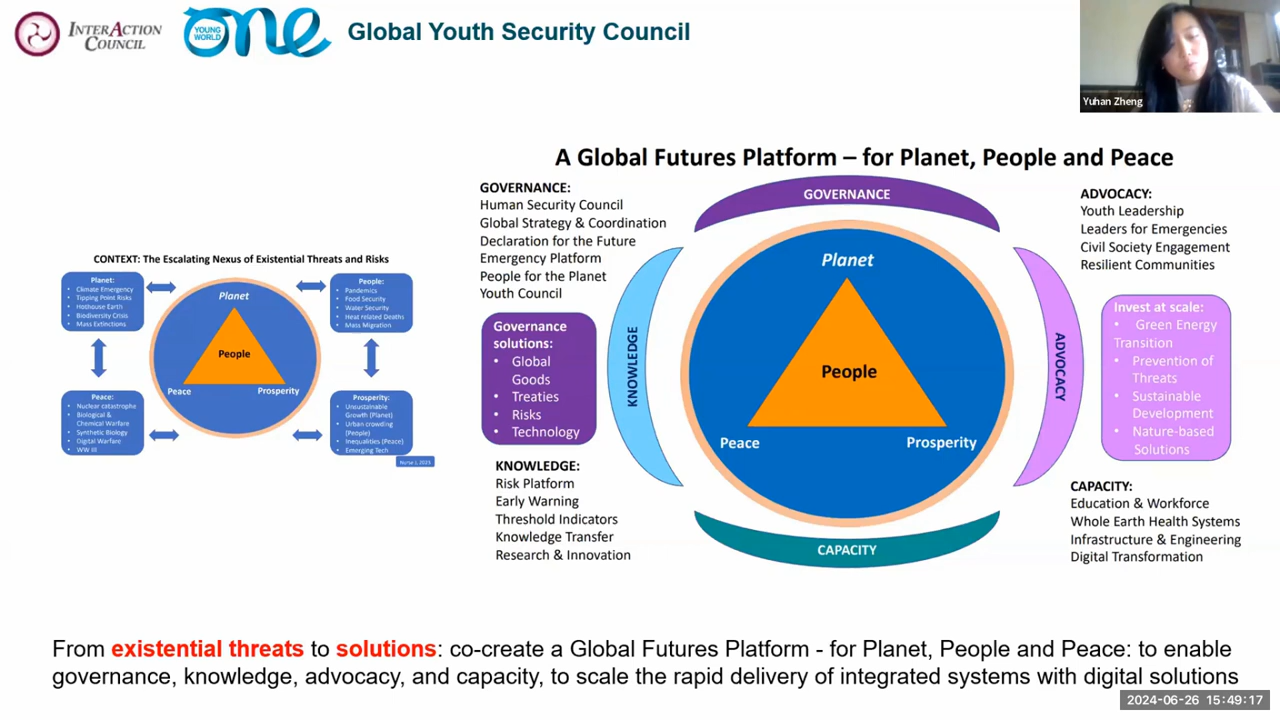 INTERACTION
COUNCIL
YOUNG
WORLD
one
Global Youth Security Council
Yuhan Zheng
A Global Futures Platform – for Planet, People and Peace
CONTEXT: The Escalating Nexus of Existential Threats and Risks
Planet:
• Climate Emergency
• Tipping Point Risks
• Hothouse Earth
• Biodiversity Crisis
• Mass Extinctions
People:
• Pandemics
• Food Security
• Water Security
• Heat related Deaths
• Mass Migration
Planet
People
Peace
Prosperity
Peace:
• Nuclear catastrophe
• Biological &
Chemical Warfare
• Synthetic Biology
• Digital Warfare
• WW III
Prosperity:
• Unsustainable
Growth (Planet)
• Urban crowding
(People)
• Inequalities (Peace)
• Emerging Tech
Nurse J, 2023
GOVERNANCE:
Human Security Council
Global Strategy & Coordination
Declaration for the Future
Emergency Platform
People for the Planet
Youth Council
Governance
solutions:
• Global
Goods
• Treaties
• Risks
• Technology
KNOWLEDGE:
Risk Platform
Early Warning
Threshold Indicators
Knowledge Transfer
Research & Innovation
GOVERNANCE
KNOWLEDGE
Planet
People
Peace
Prosperity
ADVOCACY
CAPACITY
ADVOCACY:
Youth Leadership
Leaders for Emergencies
Civil Society Engagement
Resilient Communities
Invest at scale:
• Green Energy
Transition
• Prevention of
Threats
• Sustainable
Development
• Nature-based
Solutions
CAPACITY:
Education & Workforce
Whole Earth Health Systems
Infrastructure & Engineering
Digital Transformation
From existential threats to solutions: co-create a Global Futures Platform - for Planet, People and Peace: to enable
governance, knowledge, advocacy, and capacity, to scale the rapid delivery of integrated systems with digital solutions
2024-06-26 15:49:17